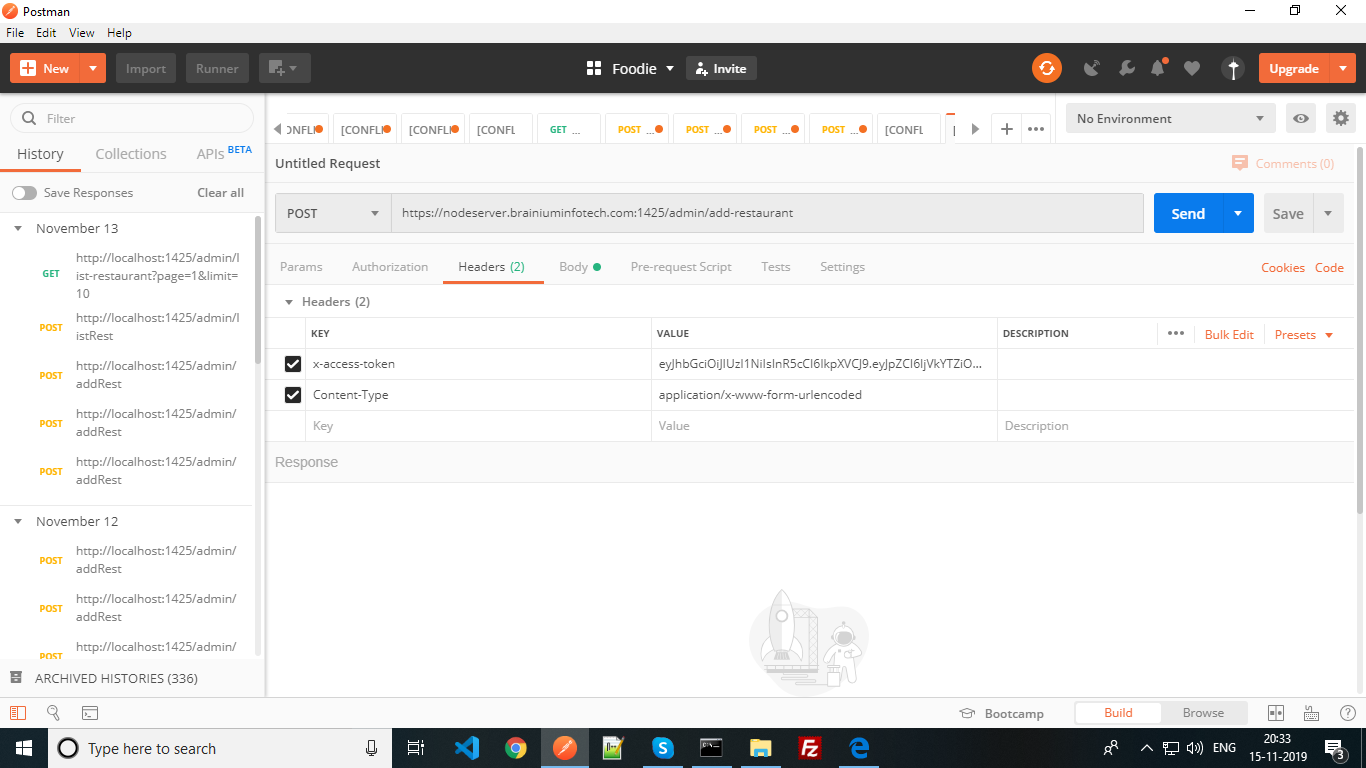 Postman
File Edit View Help
New Import Runner Foodie Invite Upgrade
Filter
History Collections APIs BETA
Save Responses Clear all
November 13
GET http://localhost:1425/admin/l
ist-restaurant?page=1&limit=
10
POST http://localhost:1425/admin/l
istRest
POST http://localhost:1425/admin/
addRest
POST http://localhost:1425/admin/
addRest
POST http://localhost:1425/admin/
addRest
November 12
POST http://localhost:1425/admin/
addRest
POST http://localhost:1425/admin/
addRest
POST http://localhost:1425/admin/
ARCHIVED HISTORIES (336)
[CONFLI [CONFLI [CONFL GET ... POST ... POST ... POST ... POST ... [CONFL
No Environment
Untitled Request Comments (0)
POST https://nodeserver.brainiuminfotech.com:1425/admin/add-restaurant Send Save
Params Authorization Headers (2) Body Pre-request Script Tests Settings Cookies Code
Headers (2)
KEY VALUE DESCRIPTION ••• Bulk Edit Presets
x-access-token eyJhbGciOiJIUzI1NiIsInR5cCI6IkpXVCJ9.eyJpZCI6IjVkYTZiO...
Content-Type application/x-www-form-urlencoded
Key Value Description
Response
Bootcamp Build Browse
Type here to search
ENG
20:33
15-11-2019
3